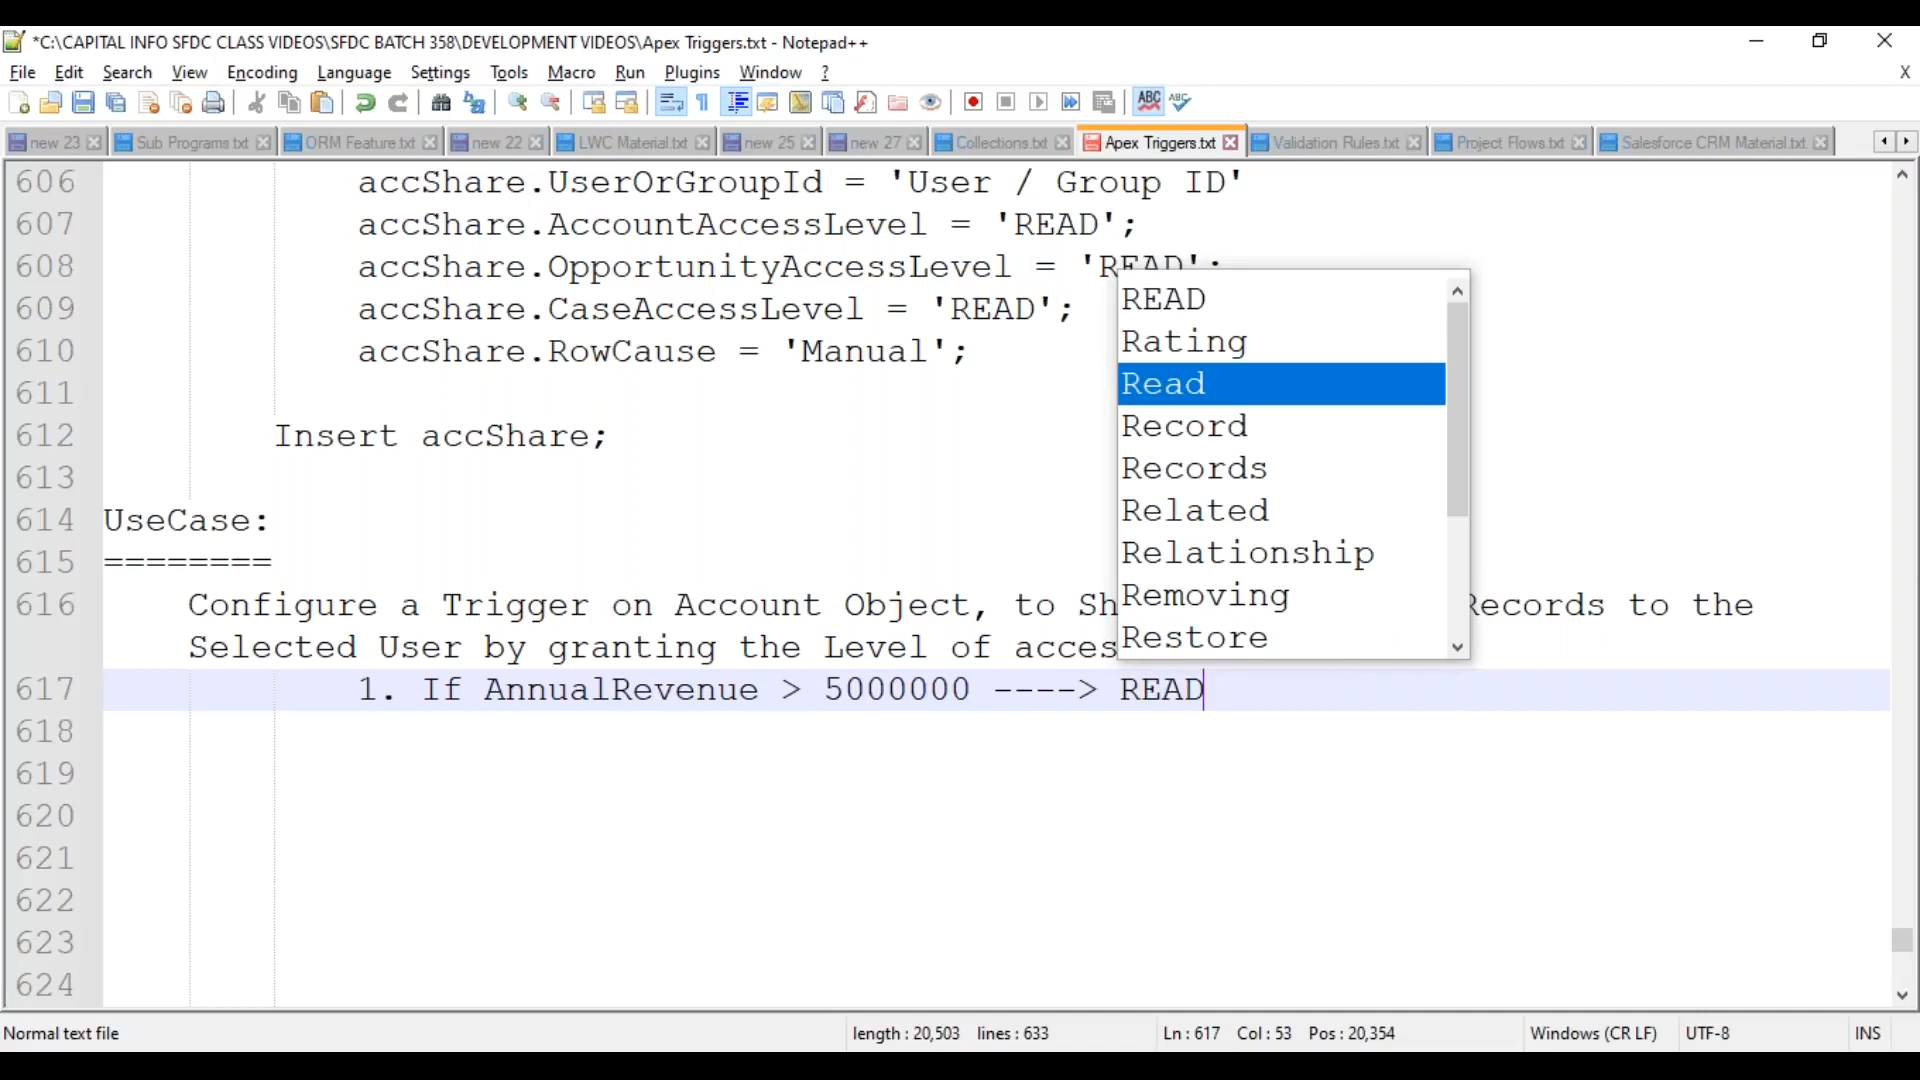 *C:\CAPITAL INFO SFDC CLASS VIDEOS\SFDC BATCH 358\DEVELOPMENT VIDEOS\Apex Triggers.txt - Notepad++
File Edit Search View Encoding Language Settings Tools Macro Run Plugins Window ? X
new 23 Sub Programs.txt ORM Feature.txt new 22 LWC Material.txt new 25 new 27 Collections.txt Apex Triggers.txt Validation Rules.txt Project Flows.txt Salesforce CRM Material.txt
606 accShare.UserOrGroupId = 'User / Group ID'
607 accShare.AccountAccessLevel = 'READ';
608 accShare.OpportunityAccessLevel = 'READ';
609 accShare.CaseAccessLevel = 'READ';
610 accShare.RowCause = 'Manual';
611
612 Insert accShare;
613
614 UseCase:
615 ========
616 Configure a Trigger on Account Object, to Records to the
Selected User by granting the Level of
617 1. If AnnualRevenue > 5000000 ----> READ
618
619
620
621
622
623
624
READ
Rating
Read
Record
Records
Related
Relationship
Removing
Restore
Normal text file length : 20,503 lines : 633 Ln : 617 Col : 53 Pos : 20,354 Windows (CR LF) UTF-8 INS